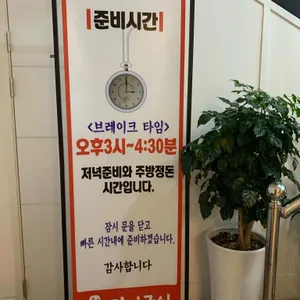 준비시간
<브레이크 타임>
오후3시~4:30분
저녁준비와 주방정돈
시간입니다.
잠시 문을 닫고
빠른 시간내에 준비하겠습니다.
감사합니다